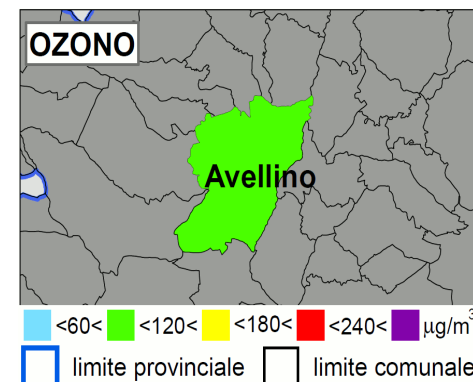 OZONO
Avellino
<60< <120< <180< <240< μg/m³
limite provinciale limite comunale